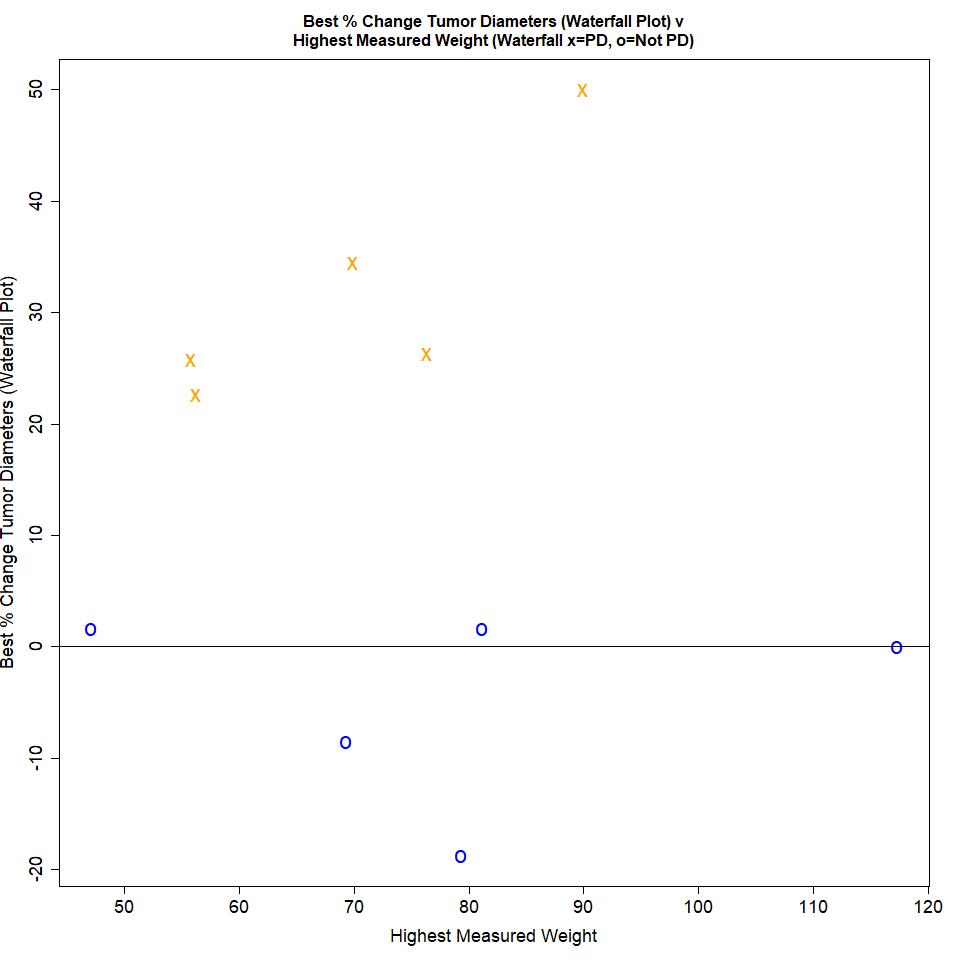 Best % Change Tumor Diameters (Waterfall Plot) v
Highest Measured Weight (Waterfall x=PD, o=Not PD)
Best % Change Tumor Diameters (Waterfall Plot)
50
40
30
20
10
0
-10
-20
X
X
X
X
X
O
O
O
O
O
50 60 70 80 90 100 110 120
Highest Measured Weight